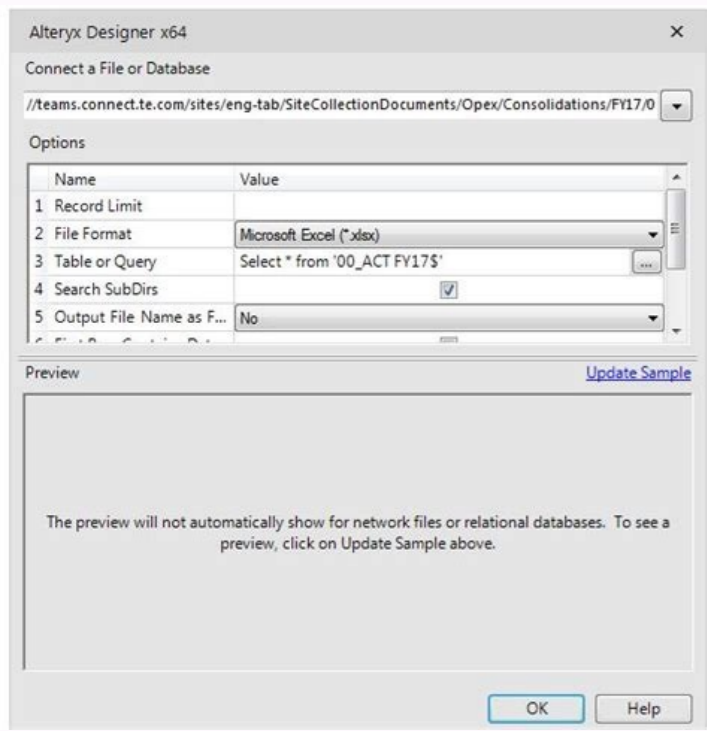 Alteryx Designer x64
Connect a File or Database
//teams.connect.te.com/sites/eng-tab/SiteCollectionDocuments/Opex/Consolidations/FY17/0
Options
Name Value
1 Record Limit
2 File Format Microsoft Excel (*.xlsx)
3 Table or Query Select * from '00_ACT FY17$' ...
4 Search SubDirs
5 Output File Name as F... No
Preview Update Sample
The preview will not automatically show for network files or relational databases. To see a
preview, click on Update Sample above.
OK Help